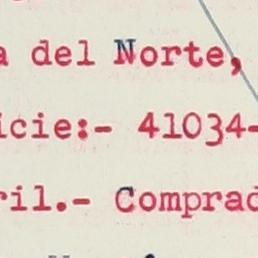 a del Norte,
icie:- 41034-
ril.- Comprad